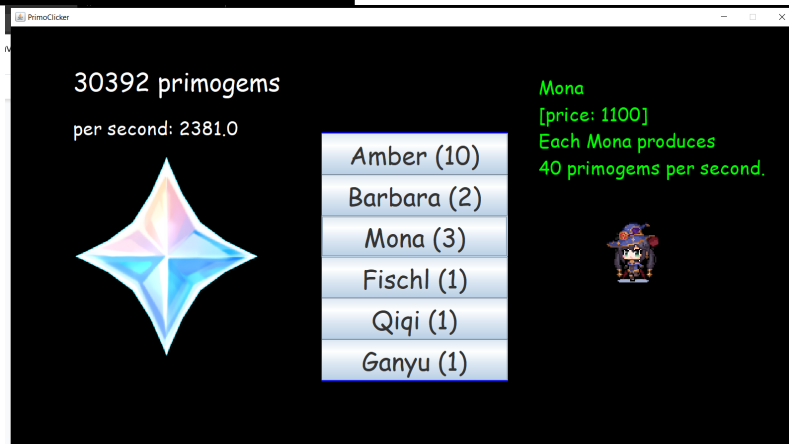 PrimoClicker
30392 primogems
per second: 2381.0
Amber (10)
Barbara (2)
Mona (3)
Fischl (1)
Qiqi (1)
Ganyu (1)
Mona
[price: 1100]
Each Mona produces
40 primogems per second.